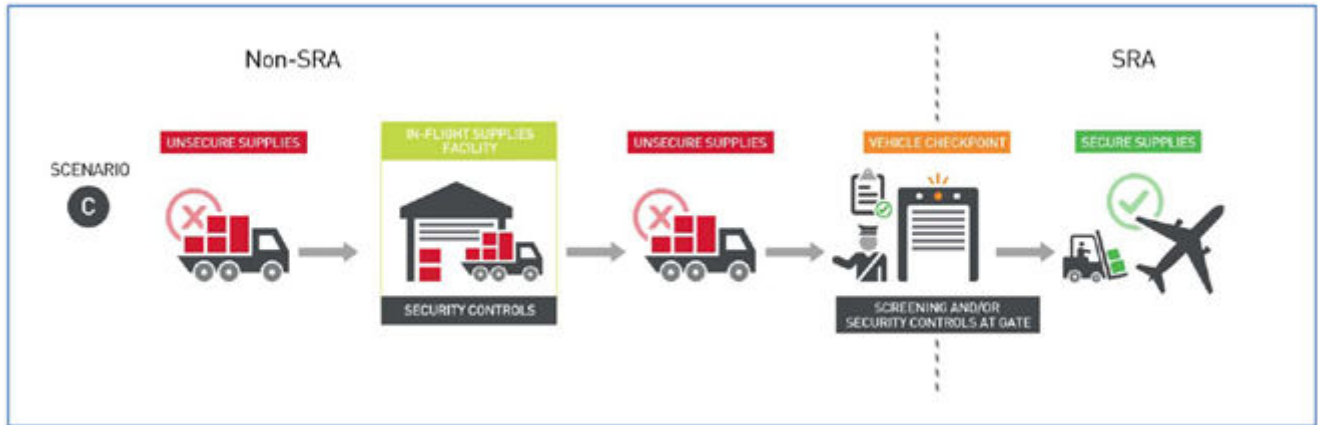 Non-SRA
SRA
SCENARIO
C
UNSECURE SUPPLIES
IN-FLIGHT SUPPLIES
FACILITY
SECURITY CONTROLS
UNSECURE SUPPLIES
VEHICLE CHECKPOINT
SCREENING AND/OR
SECURITY CONTROLS AT GATE
SECURE SUPPLIES